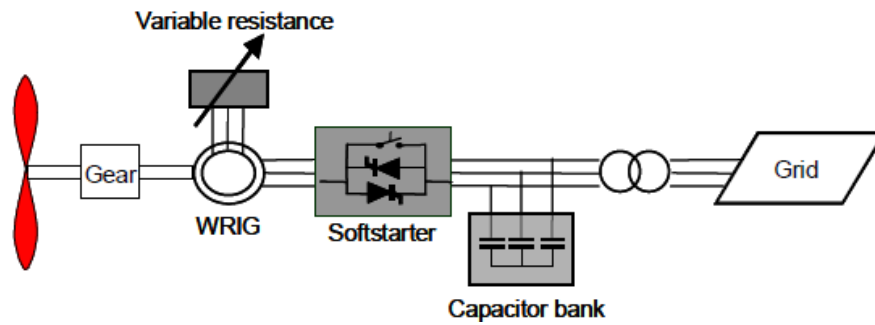 Variable resistance
Gear
WRIG
Softstarter
Capacitor bank
Grid